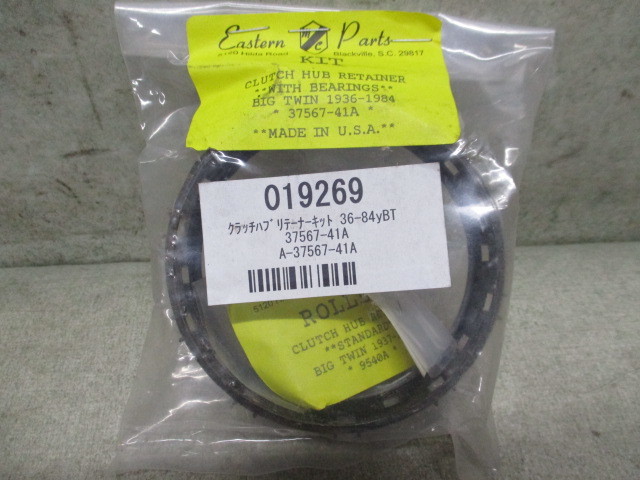 Eastern Parts
M C
Road Blackville, S.C. 29817
KIT
CLUTCH HUB RETAINER
**WITH BEARINGS**
BIG TWIN 1936-1984
* 37567-41A *
**MADE IN U.S.A.**
019269
クラッチハブリテーナーキット 36-84yBT
37567-41A
A-37567-41A
ROLL
CLUTCH HUB
**STANDARD
BIG TWIN 193
* 9540A *